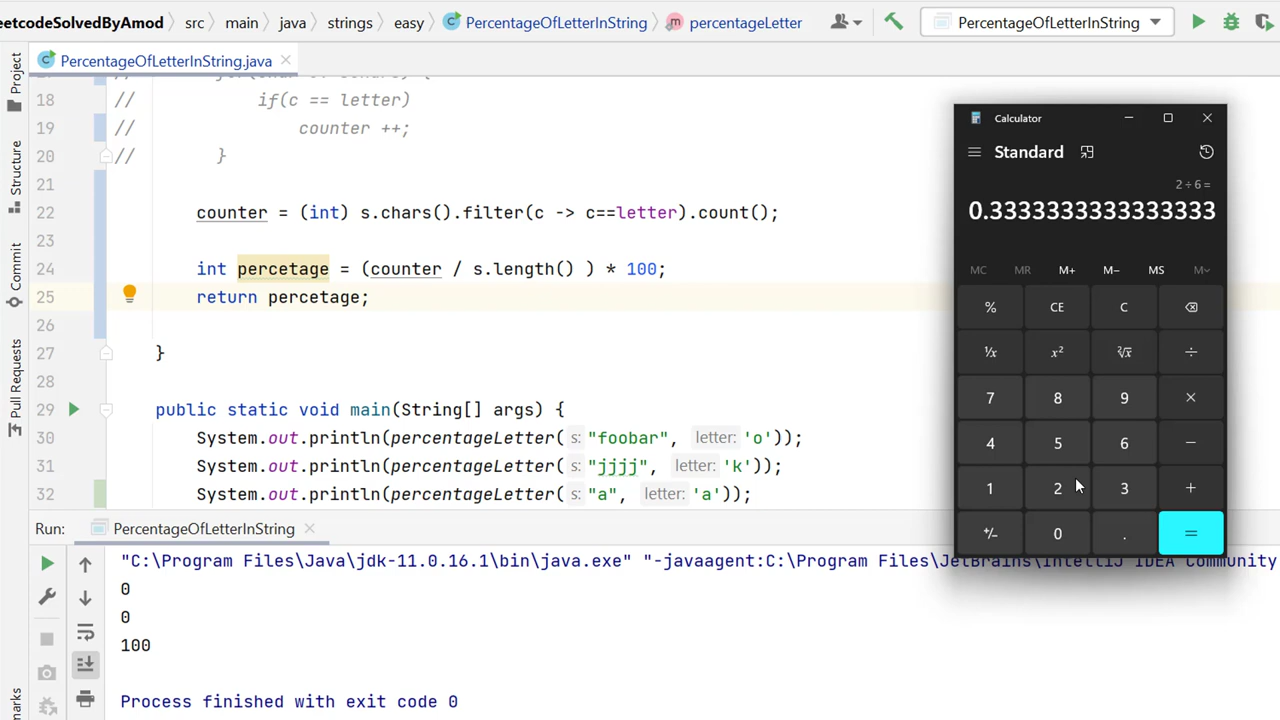 eetcodeSolvedByAmod > src > main > java > strings > easy > PercentageOfLetterInString > percentageLetter
PercentageOfLetterInString
PercentageOfLetterInString.java
18 // if(c == letter)
19 // counter ++;
20 // }
21
22 counter = (int) s.chars().filter(c -> c==letter).count();
23
24 int percetage = (counter / s.length() ) * 100;
25 return percetage;
26
27 }
28
29 public static void main(String[] args) {
30 System.out.println(percentageLetter( s: "foobar", letter: 'o'));
31 System.out.println(percentageLetter( s: "jjjj", letter: 'k'));
32 System.out.println(percentageLetter( s: "a", letter: 'a'));
Project
Structure
Commit
Pull Requests
marks
Calculator
Standard
2 ÷ 6 =
0.3333333333333333
MC MR M+ M− MS M˅
% CE C
¹/x x² ²√x ÷
7 8 9 ×
4 5 6 −
1 2 3 +
+/− 0 . =
Run: PercentageOfLetterInString
"C:\Program Files\Java\jdk-11.0.16.1\bin\java.exe" "-javaagent:C:\Program Files\JetBrains\IntelliJ IDEA Community
0
0
100
Process finished with exit code 0